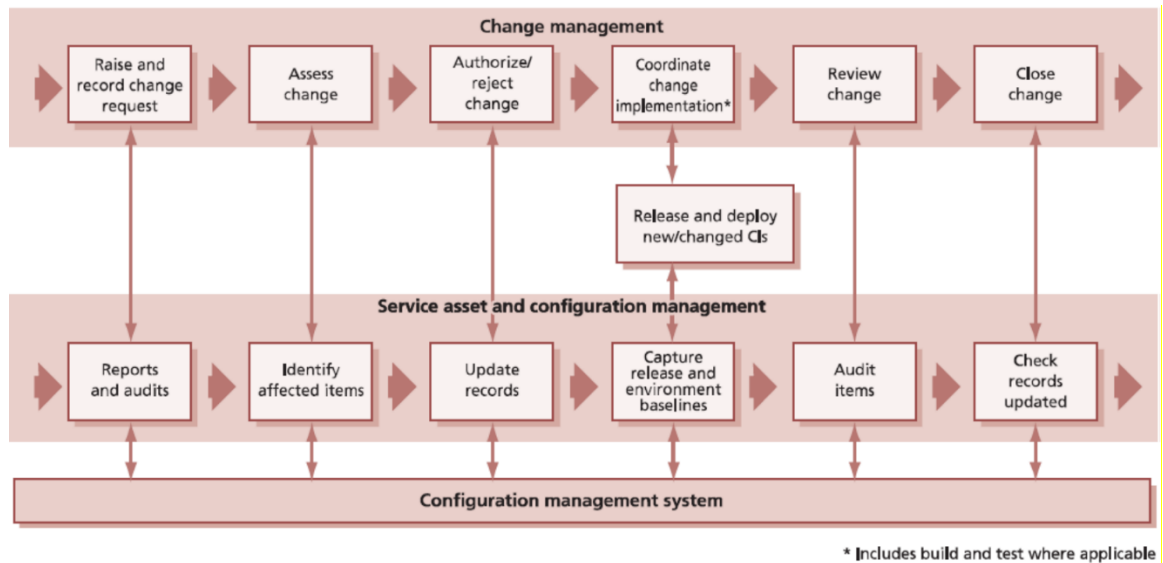 Change management
Raise and
record change
request
Assess
change
Authorize/
reject
change
Coordinate
change
implementation*
Review
change
Close
change
Release and deploy
new/changed CIs
Service asset and configuration management
Reports
and audits
Identify
affected items
Update
records
Capture
release and
environment
baselines
Audit
items
Check
records
updated
Configuration management system
* Includes build and test where applicable